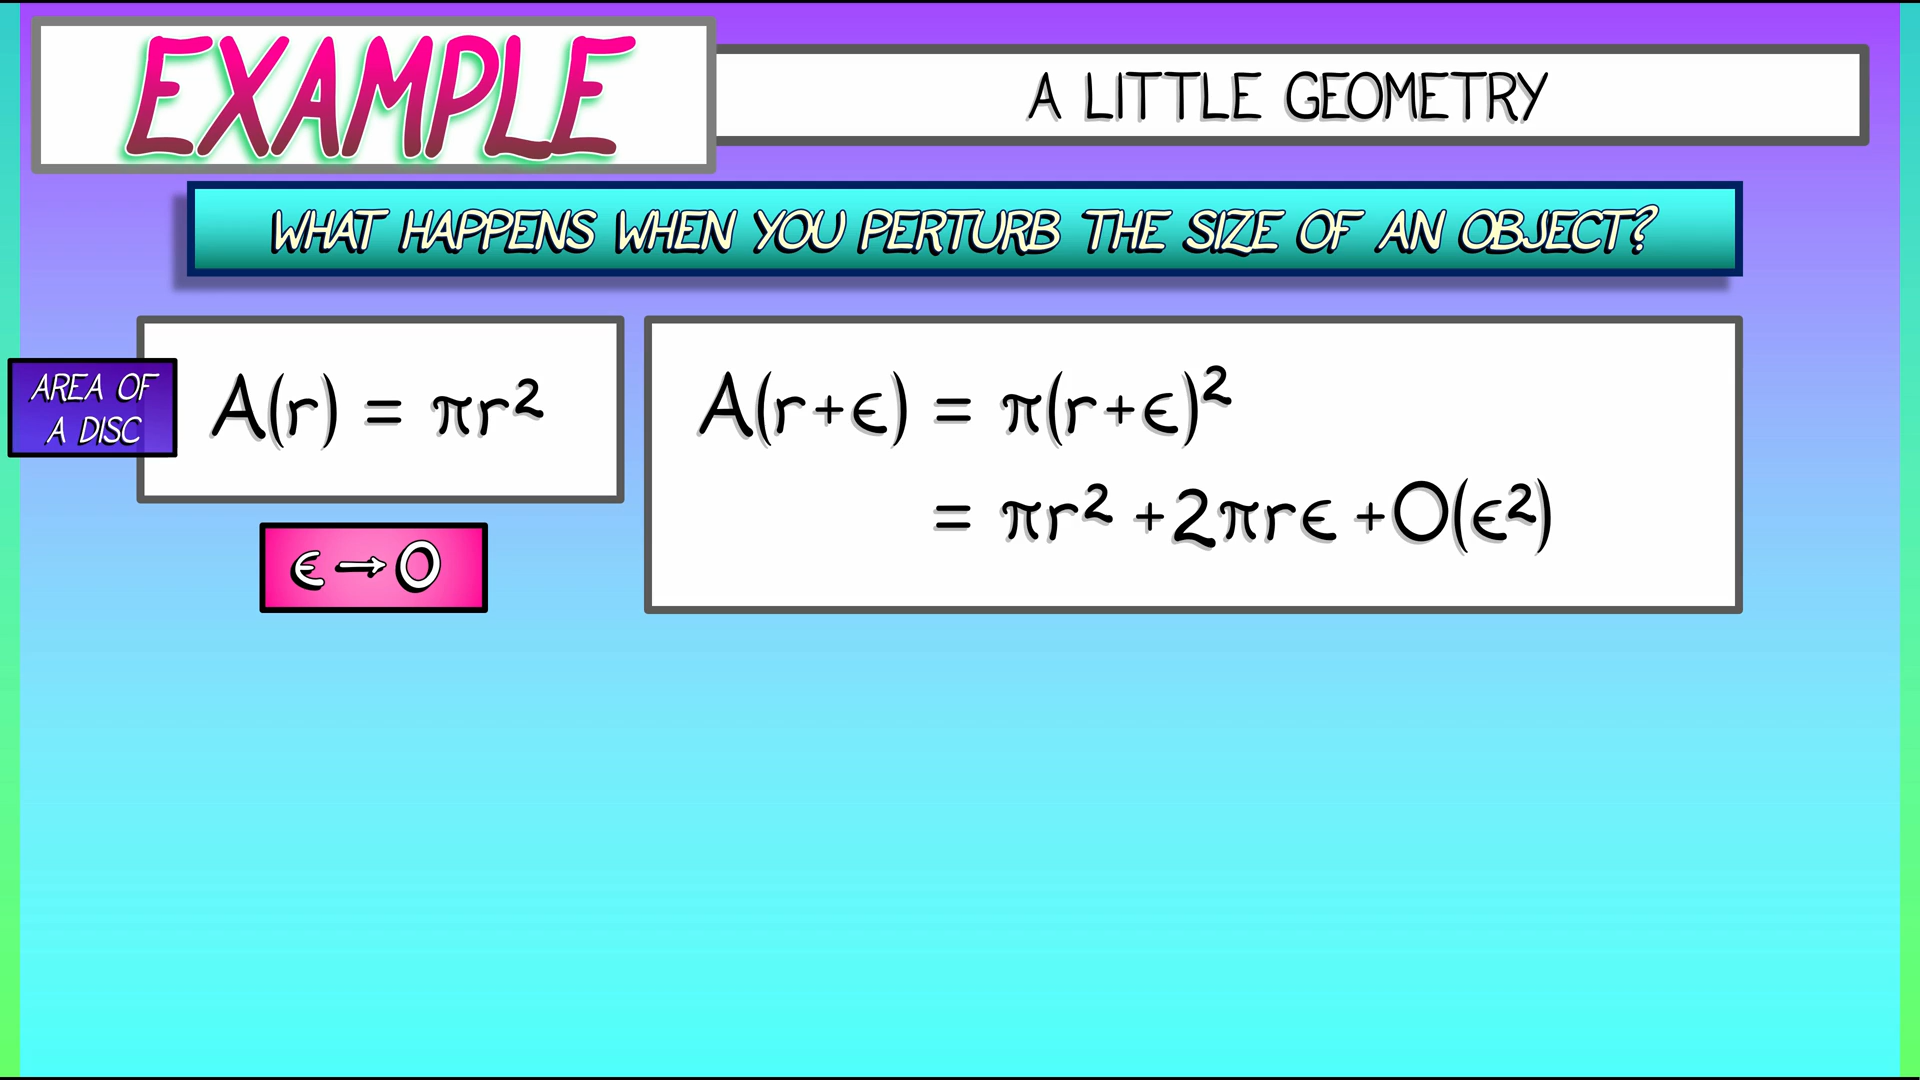 EXAMPLE
A LITTLE GEOMETRY
WHAT HAPPENS WHEN YOU PERTURB THE SIZE OF AN OBJECT?
AREA OF
A DISC
A(r) = πr²
ϵ→0
A(r+ϵ) = π(r+ϵ)²
= πr² +2πrϵ +O(ϵ²)